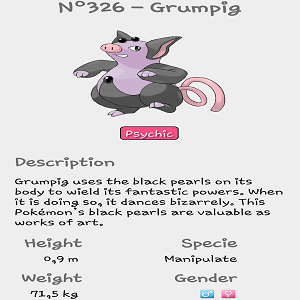 Nº326 – Grumpig
Psychic
Description
Grumpig uses the black pearls on its
body to wield its fantastic powers. When
it is doing so, it dances bizarrely. This
Pokémon's black pearls are valuable as
works of art.
Height
Specie
0,9 m
Manipulate
Weight
Gender
71,5 kg
♂ ♀